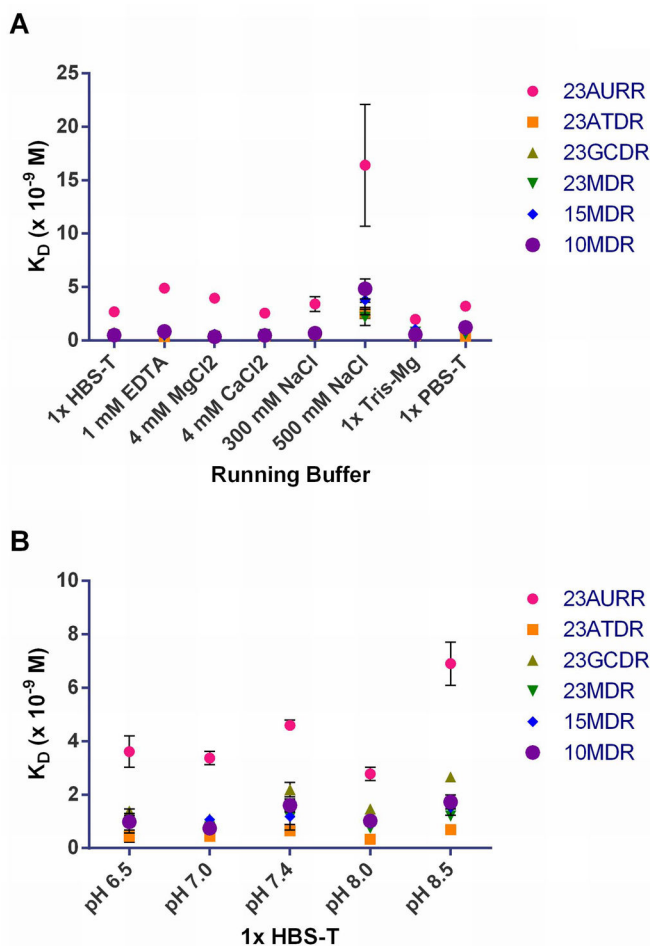 A
25
20
15
10
5
0
K_D (x 10^-9 M)
1x HBS-T
1 mM EDTA
4 mM MgCl2
4 mM CaCl2
300 mM NaCl
500 mM NaCl
1x Tris-Mg
1x PBS-T
Running Buffer
23AURR
23ATDR
23GCDR
23MDR
15MDR
10MDR
B
10
8
6
4
2
0
K_D (x 10^-9 M)
pH 6.5
pH 7.0
pH 7.4
pH 8.0
pH 8.5
1x HBS-T
23AURR
23ATDR
23GCDR
23MDR
15MDR
10MDR